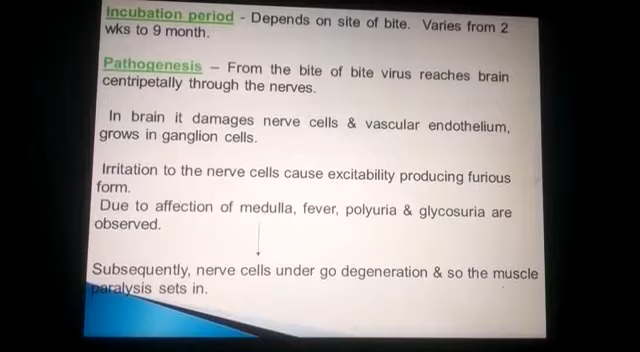 Incubation period - Depends on site of bite. Varies from 2
wks to 9 month.
Pathogenesis – From the bite of bite virus reaches brain
centripetally through the nerves.
In brain it damages nerve cells & vascular endothelium,
grows in ganglion cells.
Irritation to the nerve cells cause excitability producing furious
form.
Due to affection of medulla, fever, polyuria & glycosuria are
observed.
Subsequently, nerve cells under go degeneration & so the muscle
paralysis sets in.